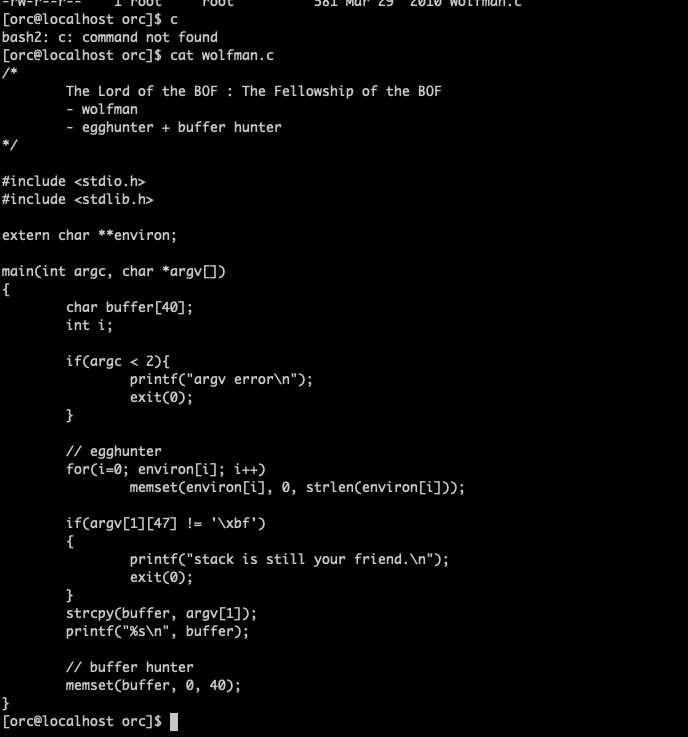 -rw-r--r--    1 root     root          581 Mar 29  2010 wolfman.c
[orc@localhost orc]$ c
bash2: c: command not found
[orc@localhost orc]$ cat wolfman.c
/*
        The Lord of the BOF : The Fellowship of the BOF
        - wolfman
        - egghunter + buffer hunter
*/

#include <stdio.h>
#include <stdlib.h>

extern char **environ;

main(int argc, char *argv[])
{
        char buffer[40];
        int i;

        if(argc < 2){
                printf("argv error\n");
                exit(0);
        }

        // egghunter
        for(i=0; environ[i]; i++)
                memset(environ[i], 0, strlen(environ[i]));

        if(argv[1][47] != '\xbf')
        {
                printf("stack is still your friend.\n");
                exit(0);
        }
        strcpy(buffer, argv[1]);
        printf("%s\n", buffer);

        // buffer hunter
        memset(buffer, 0, 40);
}
[orc@localhost orc]$